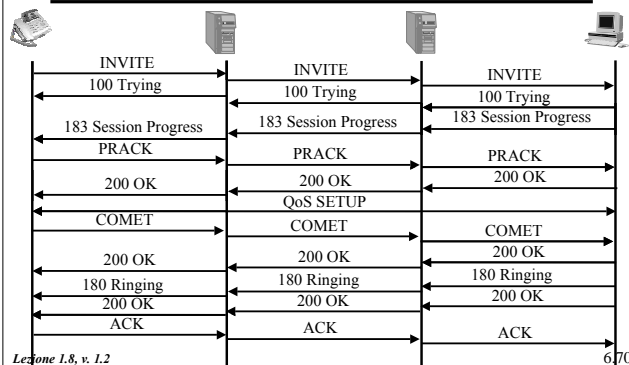 INVITE
INVITE
INVITE
100 Trying
100 Trying
100 Trying
183 Session Progress
183 Session Progress
183 Session Progress
PRACK
PRACK
PRACK
200 OK
200 OK
200 OK
QoS SETUP
COMET
COMET
COMET
200 OK
200 OK
200 OK
180 Ringing
180 Ringing
180 Ringing
200 OK
200 OK
200 OK
ACK
ACK
ACK
Lezione 1.8, v. 1.2
6.70